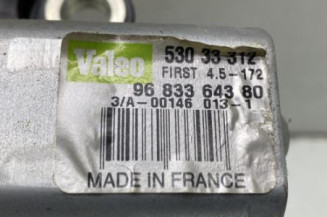 Valeo
530 33 312
FIRST 4.5-172
96 833 643 80
3/A-00146 013-1
MADE IN FRANCE